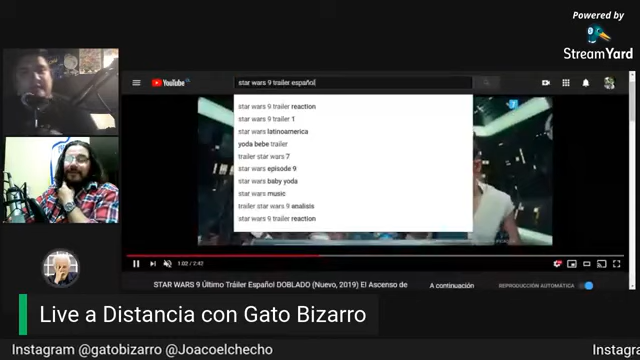 Powered by
StreamYard
YouTube
star wars 9 trailer español
star wars 9 trailer reaction
star wars 9 trailer 1
star wars latinoamerica
yoda bebe trailer
trailer star wars 7
star wars episode 9
star wars baby yoda
star wars music
trailer star wars 9 analisis
star wars 9 trailer reaction
7
1:02 / 2:42
STAR WARS 9 Último Tráiler Español DOBLADO (Nuevo, 2019) El Ascenso de
A continuación
REPRODUCCIÓN AUTOMÁTICA
Live a Distancia con Gato Bizarro
Instagram @gatobizarro @Joacoelchecho
Instagra